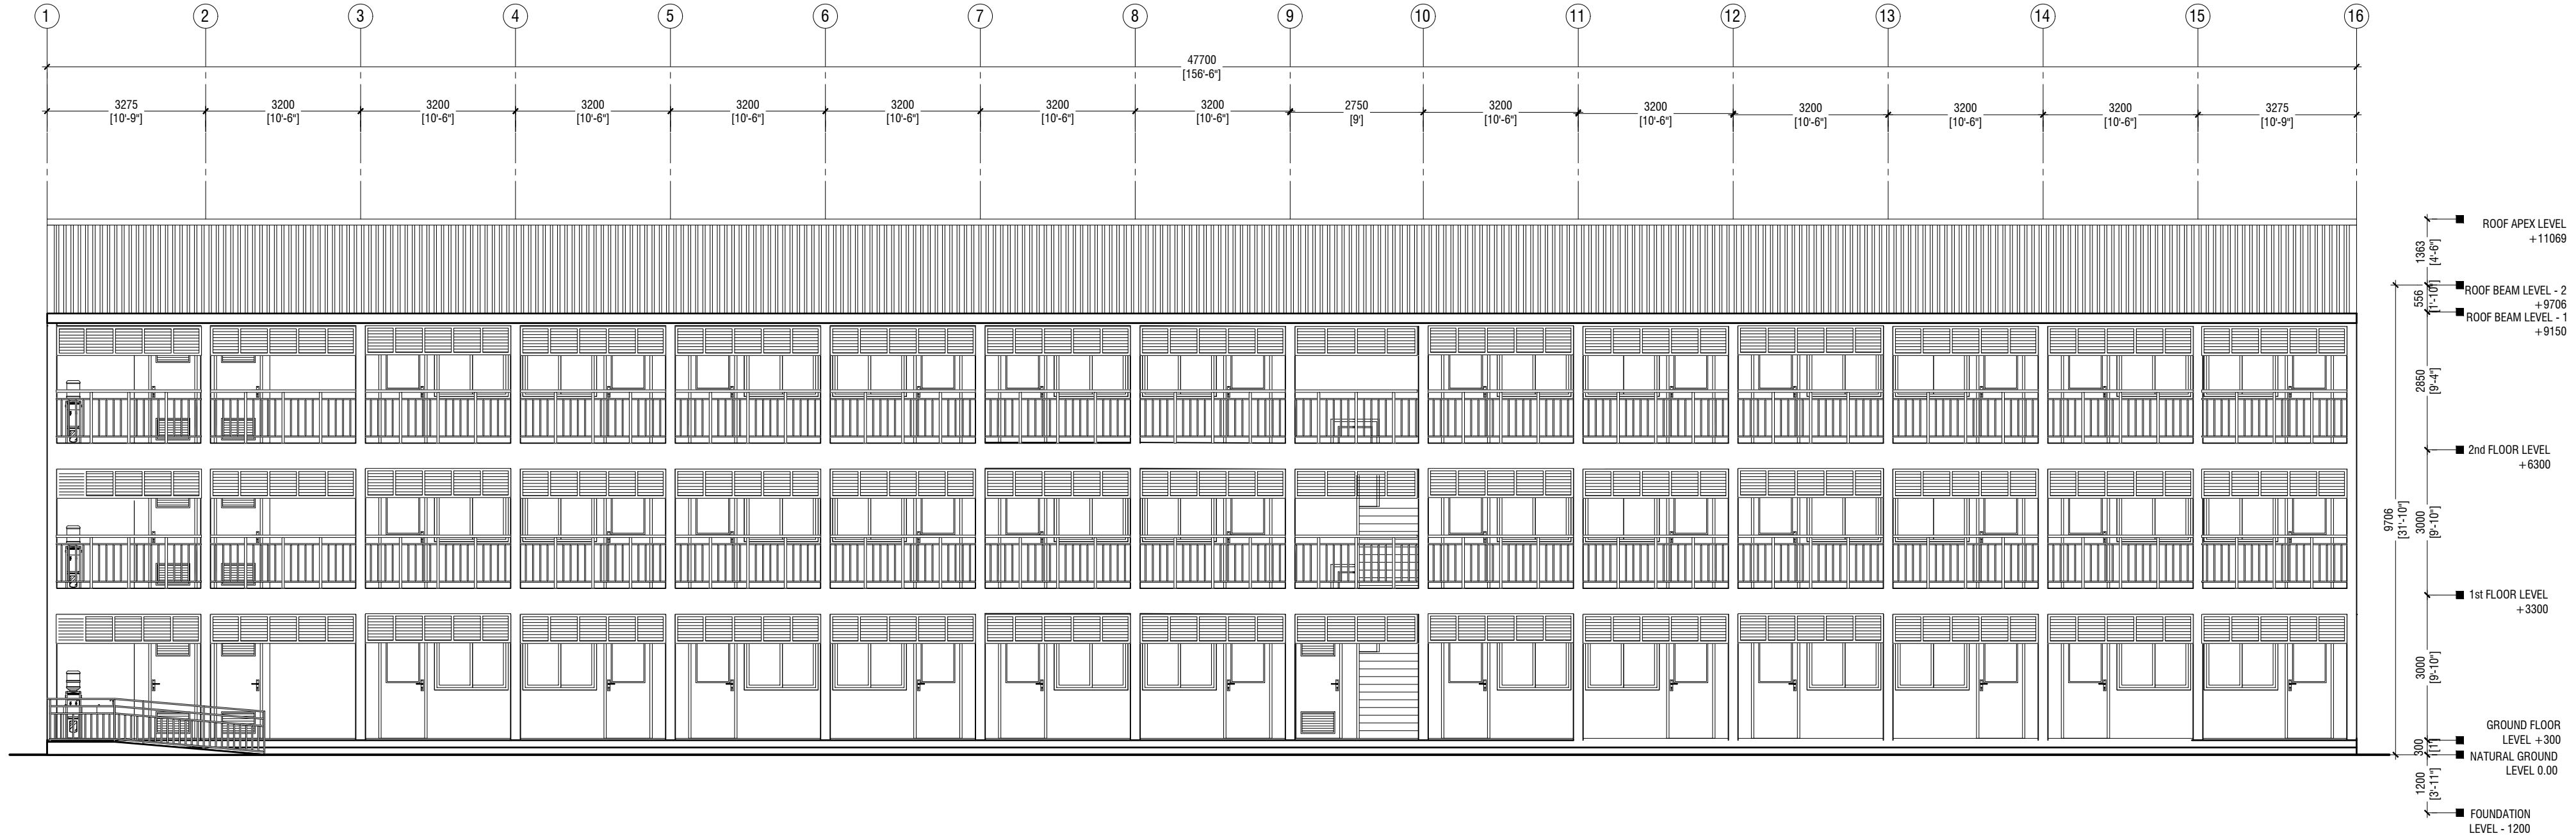 1 2 3 4 5 6 7 8 9 10 11 12 13 14 15 16
47700
[156'-6"]
3275 3200 3200 3200 3200 3200 3200 3200 2750 3200 3200 3200 3200 3200 3275
[10'-9"] [10'-6"] [10'-6"] [10'-6"] [10'-6"] [10'-6"] [10'-6"] [10'-6"] [9'] [10'-6"] [10'-6"] [10'-6"] [10'-6"] [10'-6"] [10'-9"]
ROOF APEX LEVEL
+11069
1363
[4'-6"]
ROOF BEAM LEVEL - 2
+9706
556
[1'-10"]
ROOF BEAM LEVEL - 1
+9150
2850
[9'-4"]
2nd FLOOR LEVEL
+6300
9706
[31'-10"]
3000
[9'-10"]
1st FLOOR LEVEL
+3300
3000
[9'-10"]
GROUND FLOOR
LEVEL +300
300
[1']
NATURAL GROUND
LEVEL 0.00
1200
[3'-11"]
FOUNDATION
LEVEL - 1200